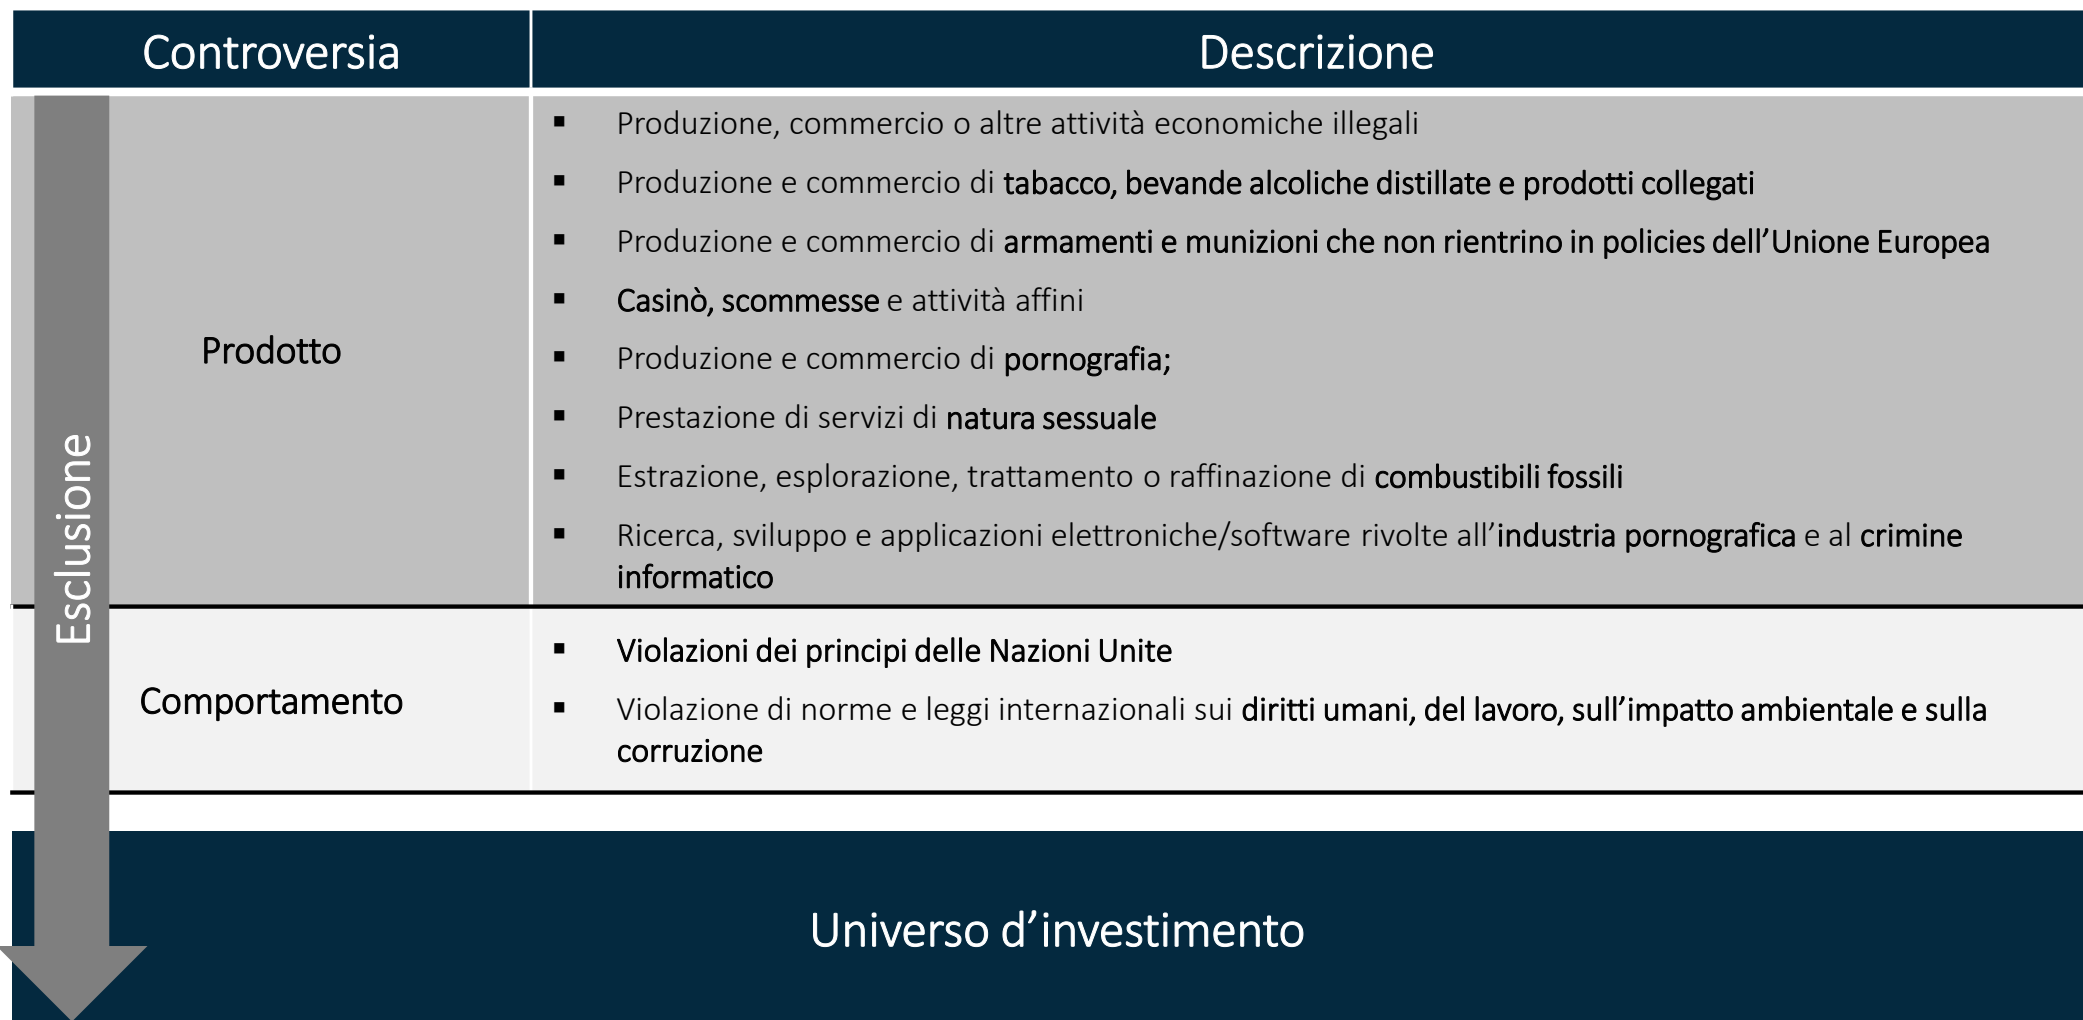 Controversia
Descrizione
Esclusione
Prodotto
▪ Produzione, commercio o altre attività economiche illegali
▪ Produzione e commercio di tabacco, bevande alcoliche distillate e prodotti collegati
▪ Produzione e commercio di armamenti e munizioni che non rientrino in policies dell’Unione Europea
▪ Casinò, scommesse e attività affini
▪ Produzione e commercio di pornografia;
▪ Prestazione di servizi di natura sessuale
▪ Estrazione, esplorazione, trattamento o raffinazione di combustibili fossili
▪ Ricerca, sviluppo e applicazioni elettroniche/software rivolte all’industria pornografica e al crimine
informatico
Comportamento
▪ Violazioni dei principi delle Nazioni Unite
▪ Violazione di norme e leggi internazionali sui diritti umani, del lavoro, sull’impatto ambientale e sulla
corruzione
Universo d’investimento